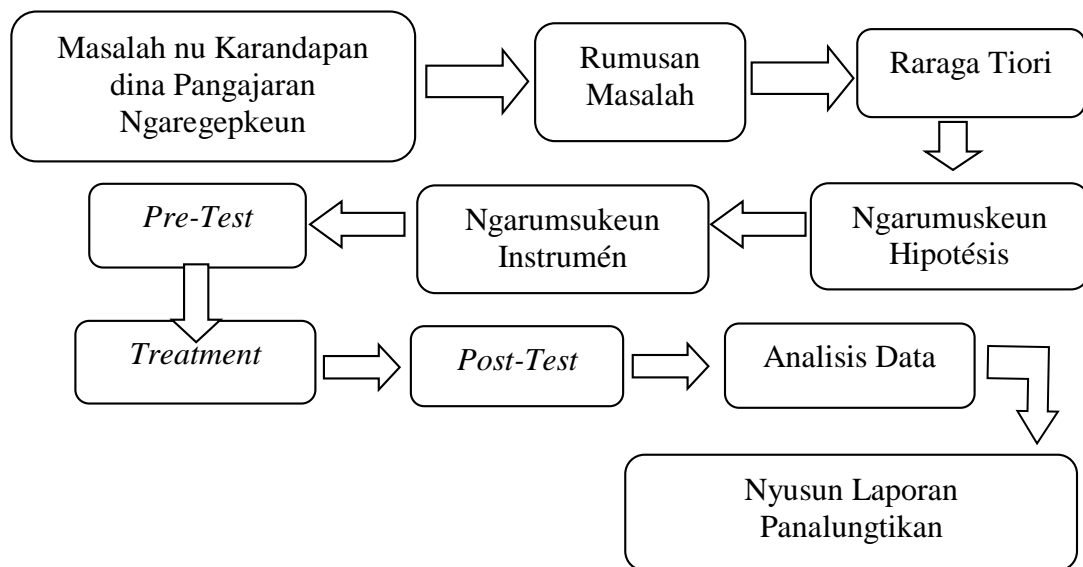 Masalah nu Karandapan
dina Pangajaran
Ngaregepkeun
Rumusan
Masalah
Raraga Tiori
Ngarumuskeun
Hipotésis
Ngarumsukeun
Instrumén
Pre-Test
Treatment
Post-Test
Analisis Data
Nyusun Laporan
Panalungtikan